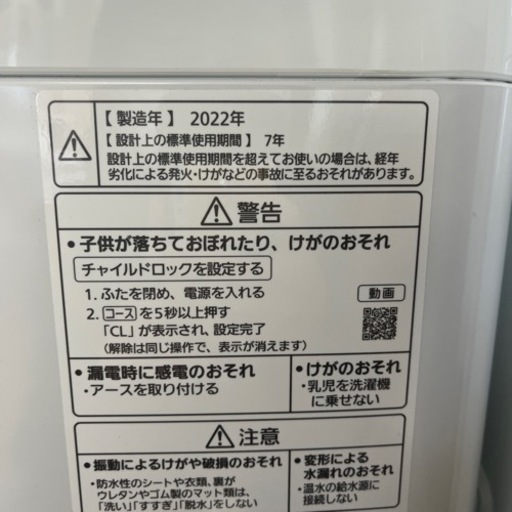 【製造年】 2022年
【設計上の標準使用期間】 7年
設計上の標準使用期間を超えてお使いの場合は、経年
劣化による発火・けがなどの事故に至るおそれがあります。
警告
・子供が落ちておぼれたり、けがのおそれ
チャイルドロックを設定する
1. ふたを閉め、電源を入れる
2. コースを5秒以上押す
「CL」が表示され、設定完了
(解除は同じ操作で、表示が消えます)
動画
・漏電時に感電のおそれ
・アースを取り付ける
・けがのおそれ
・乳児を洗濯機
に乗せない
注意
・振動によるけがや破損のおそれ
・防水性のシートや衣類、裏が
ウレタンやゴム製のマット類は、
「洗い」「すすぎ」「脱水」をしない
・変形による
水漏れのおそれ
・温水の給水源に
接続しない